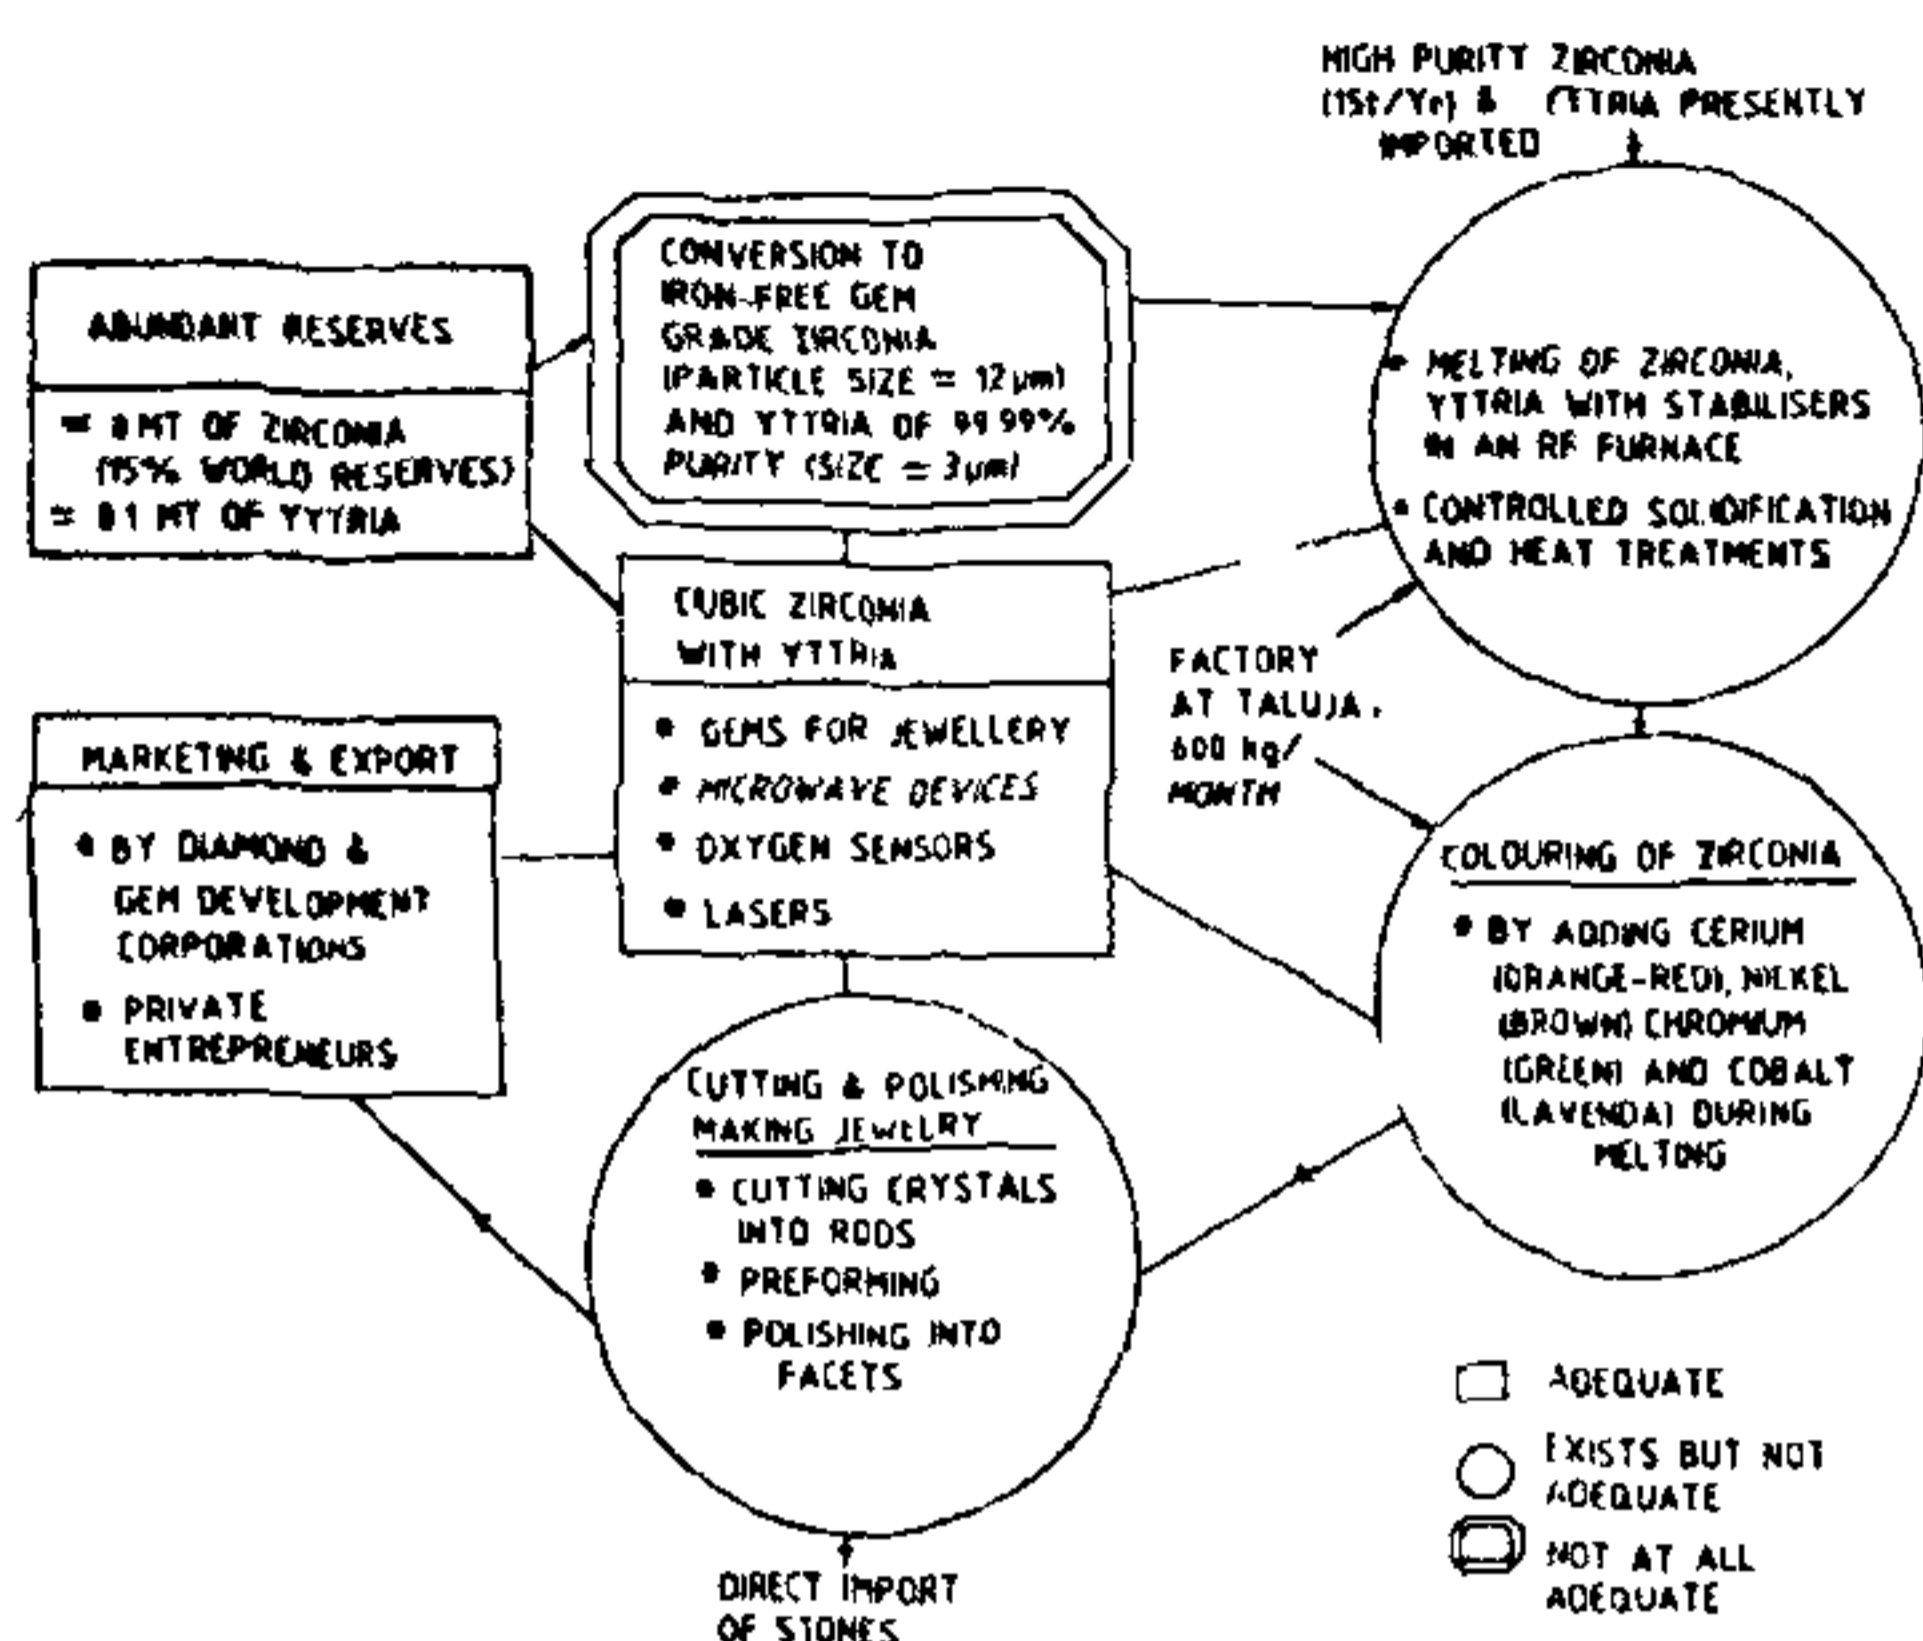 HIGH PURITY ZIRCONIA
(15t/Yr) & YTTRIA PRESENTLY
IMPORTED
ABUNDANT RESERVES
≃ 8 MT OF ZIRCONIA
(15% WORLD RESERVES)
≃ 0.1 MT OF YYTRIA
CONVERSION TO
IRON-FREE GEM
GRADE ZIRCONIA
(PARTICLE SIZE ≃ 12 µm)
AND YTTRIA OF 99.99%
PURITY (SIZE ≃ 3 µm)
• MELTING OF ZIRCONIA,
YTTRIA WITH STABILISERS
IN AN RF FURNACE
• CONTROLLED SOLIDIFICATION
AND HEAT TREATMENTS
CUBIC ZIRCONIA
WITH YTTRIA
• GEMS FOR JEWELLERY
• MICROWAVE DEVICES
• OXYGEN SENSORS
• LASERS
FACTORY
AT TALUJA.
600 kg/
MONTH
MARKETING & EXPORT
• BY DIAMOND &
GEM DEVELOPMENT
CORPORATIONS
• PRIVATE
ENTREPRENEURS
COLOURING OF ZIRCONIA
• BY ADDING CERIUM
(ORANGE-RED), NICKEL
(BROWN) CHROMIUM
(GREEN) AND COBALT
(LAVENDA) DURING
MELTING
CUTTING & POLISHING
MAKING JEWELRY
• CUTTING CRYSTALS
INTO RODS
• PREFORMING
• POLISHING INTO
FACETS
DIRECT IMPORT
OF STONES
ADEQUATE
EXISTS BUT NOT
ADEQUATE
NOT AT ALL
ADEQUATE